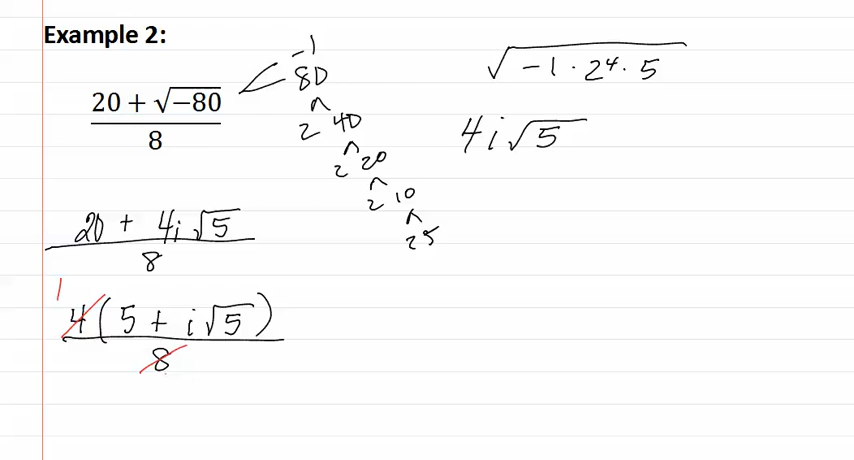 Example 2:
20 + √−80
8
-1
80
2 40
2 20
2 10
2 5
√-1 · 2⁴ · 5
4i√5
20 + 4i√5
8
1
4(5 + i√5)
8